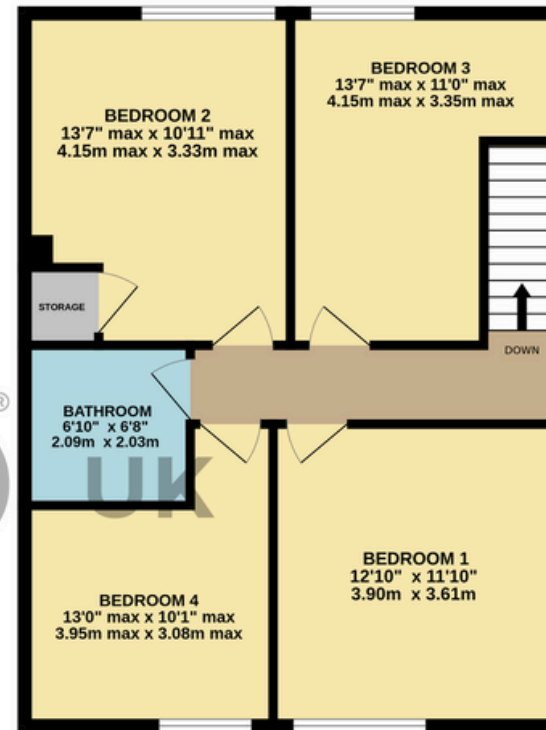 BEDROOM 2
13'7" max x 10'11" max
4.15m max x 3.33m max
BEDROOM 3
13'7" max x 11'0" max
4.15m max x 3.35m max
STORAGE
DOWN
®
BATHROOM
6'10" x 6'8"
2.09m x 2.03m
UK
BEDROOM 1
12'10" x 11'10"
3.90m x 3.61m
BEDROOM 4
13'0" max x 10'1" max
3.95m max x 3.08m max